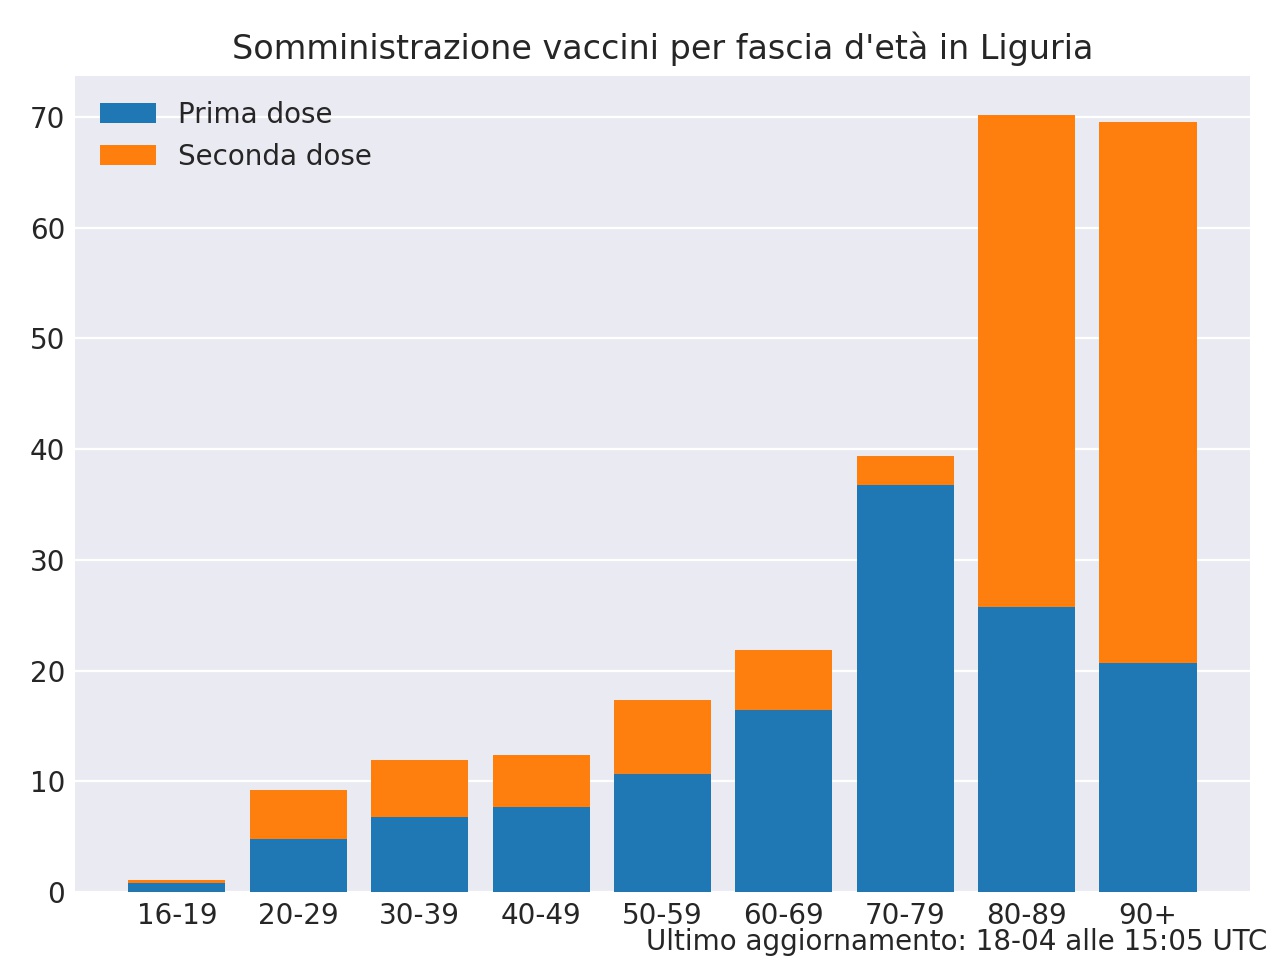 Somministrazione vaccini per fascia d'età in Liguria
Prima dose
Seconda dose
70
60
50
40
30
20
10
0
16-19 20-29 30-39 40-49 50-59 60-69 70-79 80-89 90+
Ultimo aggiornamento: 18-04 alle 15:05 UTC